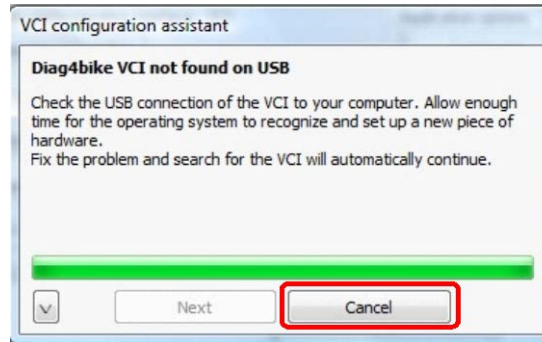 VCI configuration assistant
Diag4bike VCI not found on USB
Check the USB connection of the VCI to your computer. Allow enough
time for the operating system to recognize and set up a new piece of
hardware.
Fix the problem and search for the VCI will automatically continue.
Next
Cancel